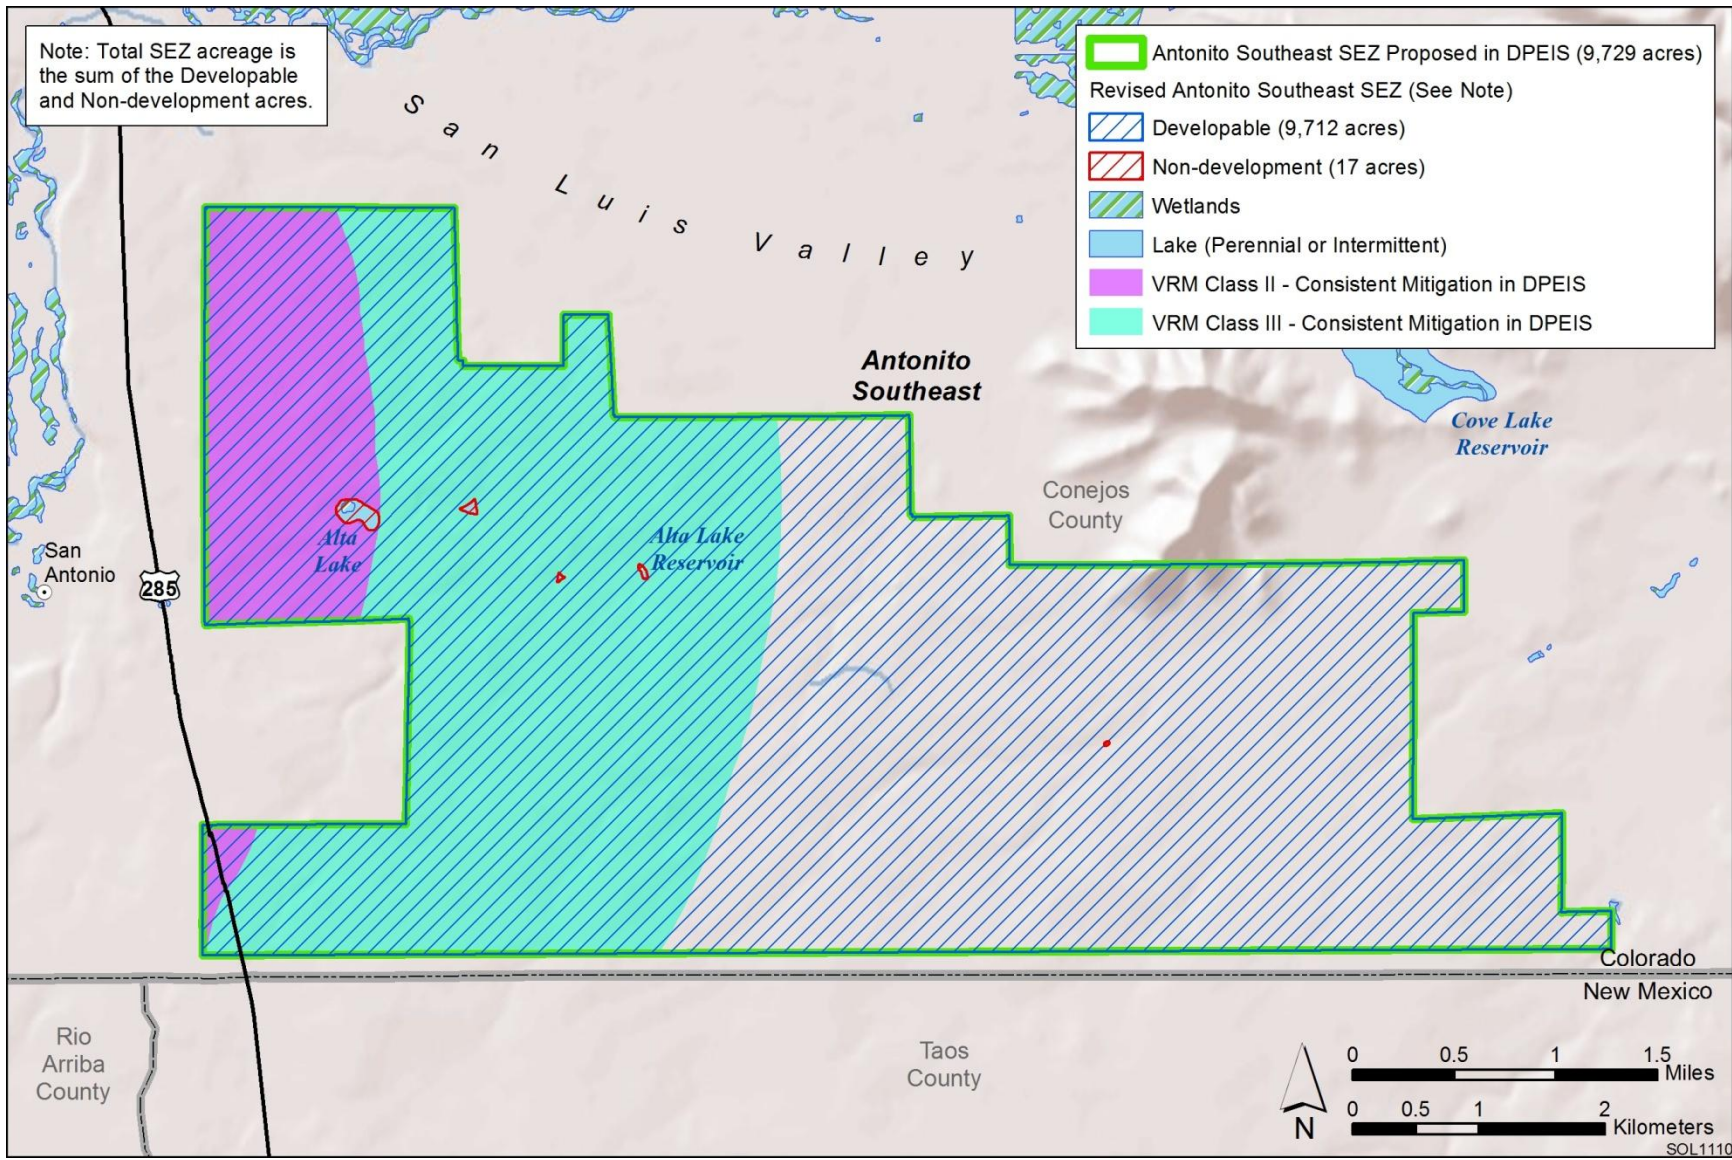 Note: Total SEZ acreage is
the sum of the Developable
and Non-development acres.
Antonito Southeast SEZ Proposed in DPEIS (9,729 acres)
Revised Antonito Southeast SEZ (See Note)
Developable (9,712 acres)
Non-development (17 acres)
Wetlands
Lake (Perennial or Intermittent)
VRM Class II - Consistent Mitigation in DPEIS
VRM Class III - Consistent Mitigation in DPEIS
San Luis Valley
Antonito
Southeast
Cove Lake
Reservoir
Conejos
County
Alta
Lake
Alta Lake
Reservoir
San
Antonio
285
Colorado
New Mexico
Rio
Arriba
County
Taos
County
N
0 0.5 1 1.5
Miles
0 0.5 1 2
Kilometers
SOL1110